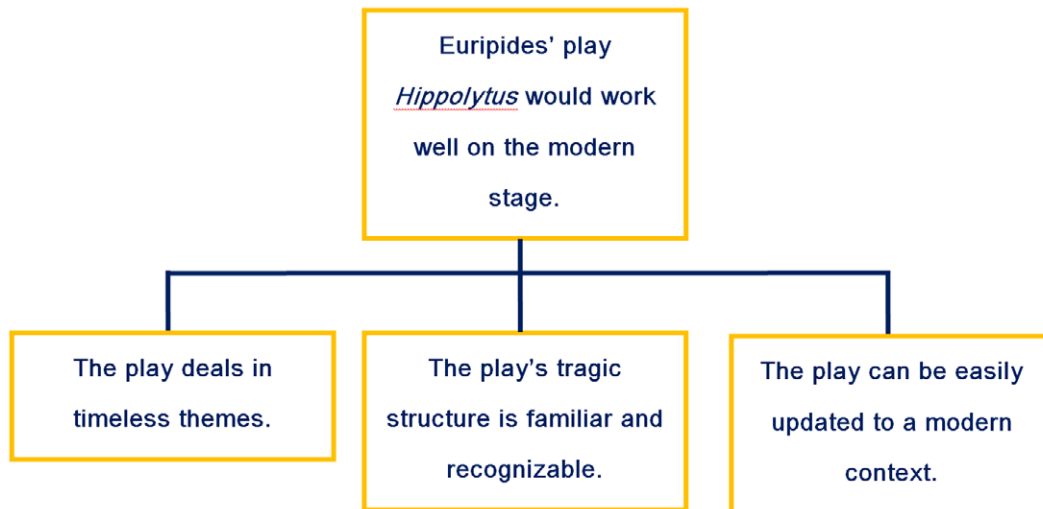 Euripides’ play
Hippolytus would work
well on the modern
stage.
The play deals in
timeless themes.
The play’s tragic
structure is familiar and
recognizable.
The play can be easily
updated to a modern
context.